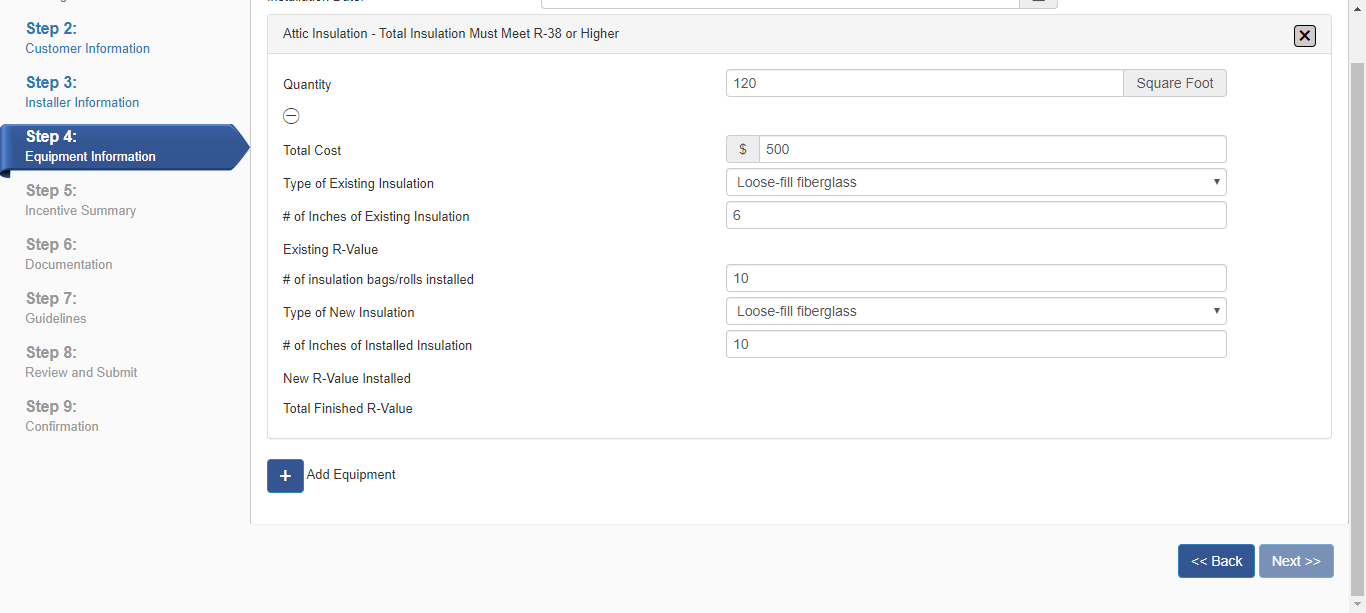 Step 2:
Customer Information
Step 3:
Installer Information
Step 4:
Equipment Information
Step 5:
Incentive Summary
Step 6:
Documentation
Step 7:
Guidelines
Step 8:
Review and Submit
Step 9:
Confirmation
Attic Insulation - Total Insulation Must Meet R-38 or Higher
Quantity 120 Square Foot
Total Cost $ 500
Type of Existing Insulation Loose-fill fiberglass
# of Inches of Existing Insulation 6
Existing R-Value
# of insulation bags/rolls installed 10
Type of New Insulation Loose-fill fiberglass
# of Inches of Installed Insulation 10
New R-Value Installed
Total Finished R-Value
+ Add Equipment
<< Back Next >>